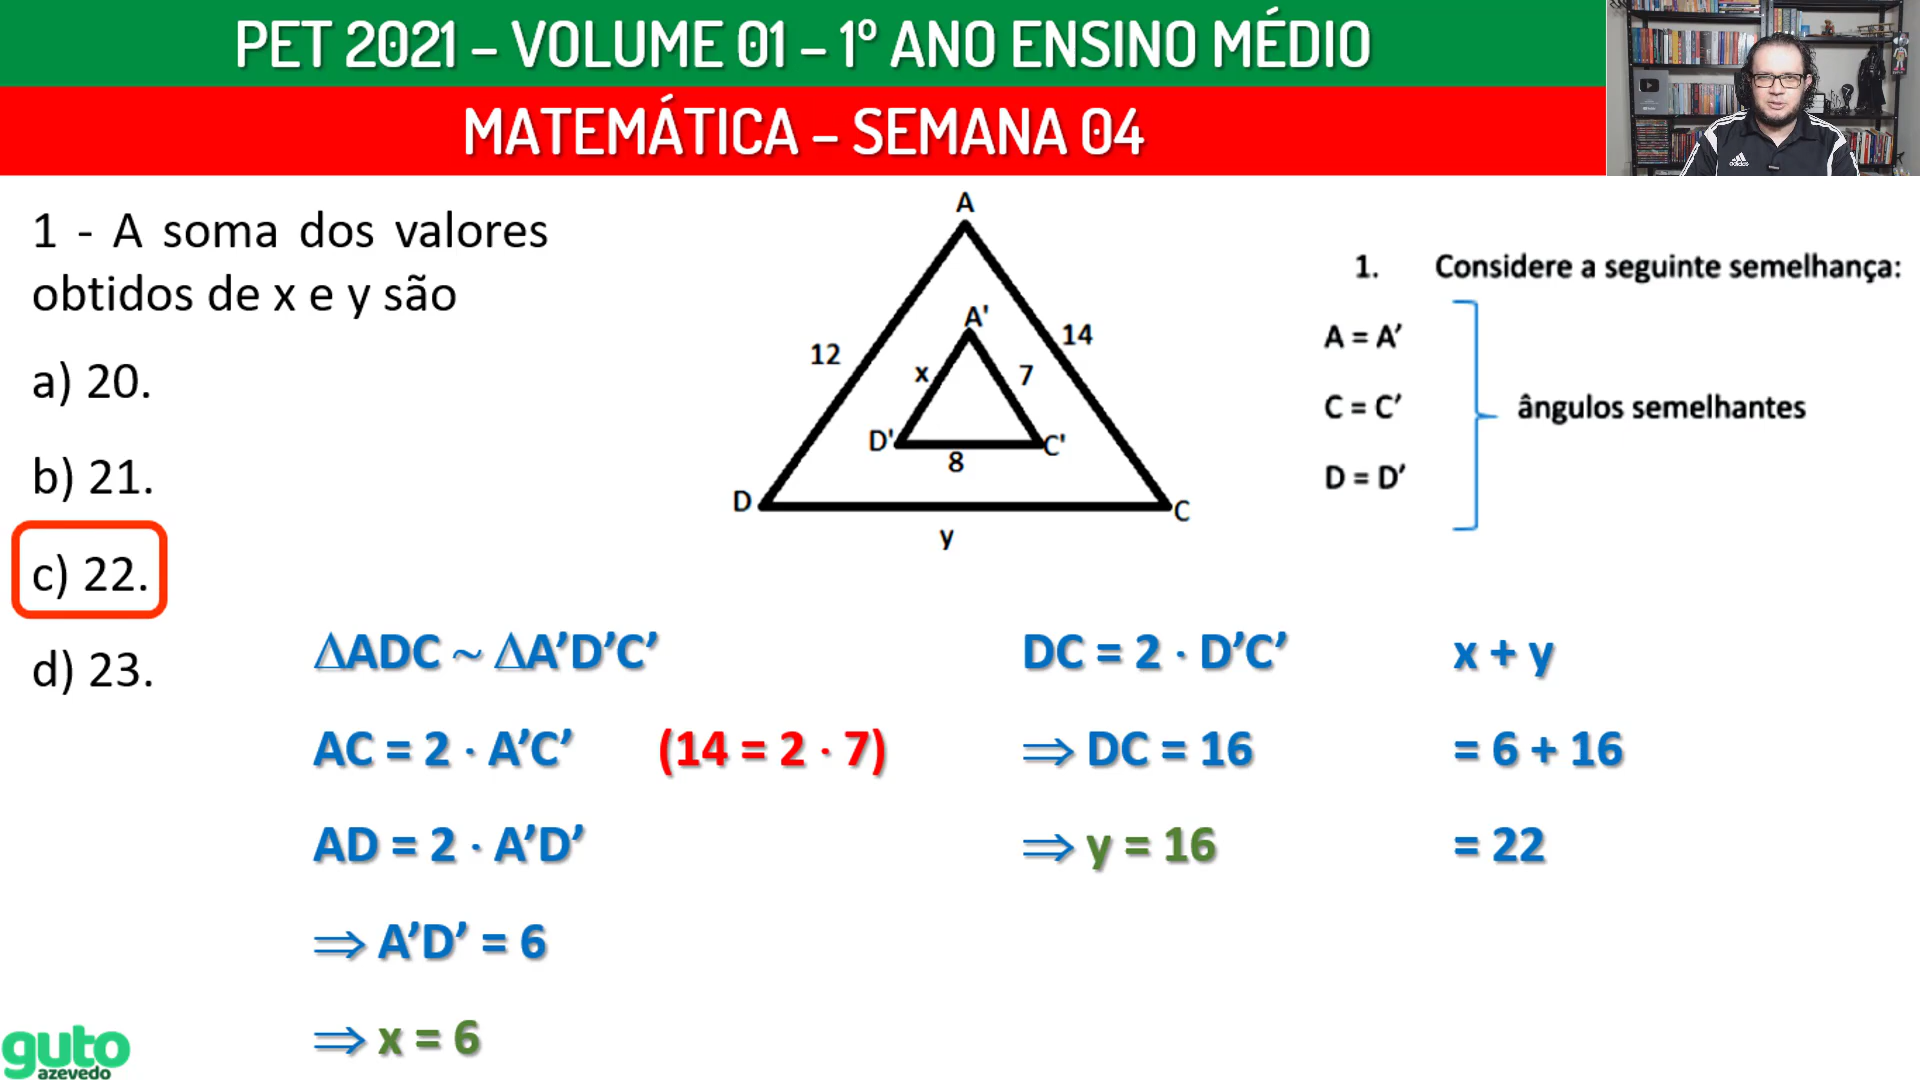 PET 2021 – VOLUME 01 – 1º ANO ENSINO MÉDIO
MATEMÁTICA – SEMANA 04
1 - A soma dos valores
obtidos de x e y são
a) 20.
b) 21.
c) 22.
d) 23.
A
A'
12
14
x
7
D'
C'
8
D
C
y
1. Considere a seguinte semelhança:
A = A’
C = C’
ângulos semelhantes
D = D’
∆ADC ~ ∆A’D’C’
AC = 2 · A’C’ (14 = 2 · 7)
AD = 2 · A’D’
⇒ A’D’ = 6
⇒ x = 6
DC = 2 · D’C’
⇒ DC = 16
⇒ y = 16
x + y
= 6 + 16
= 22
guto
azevedo
adidas